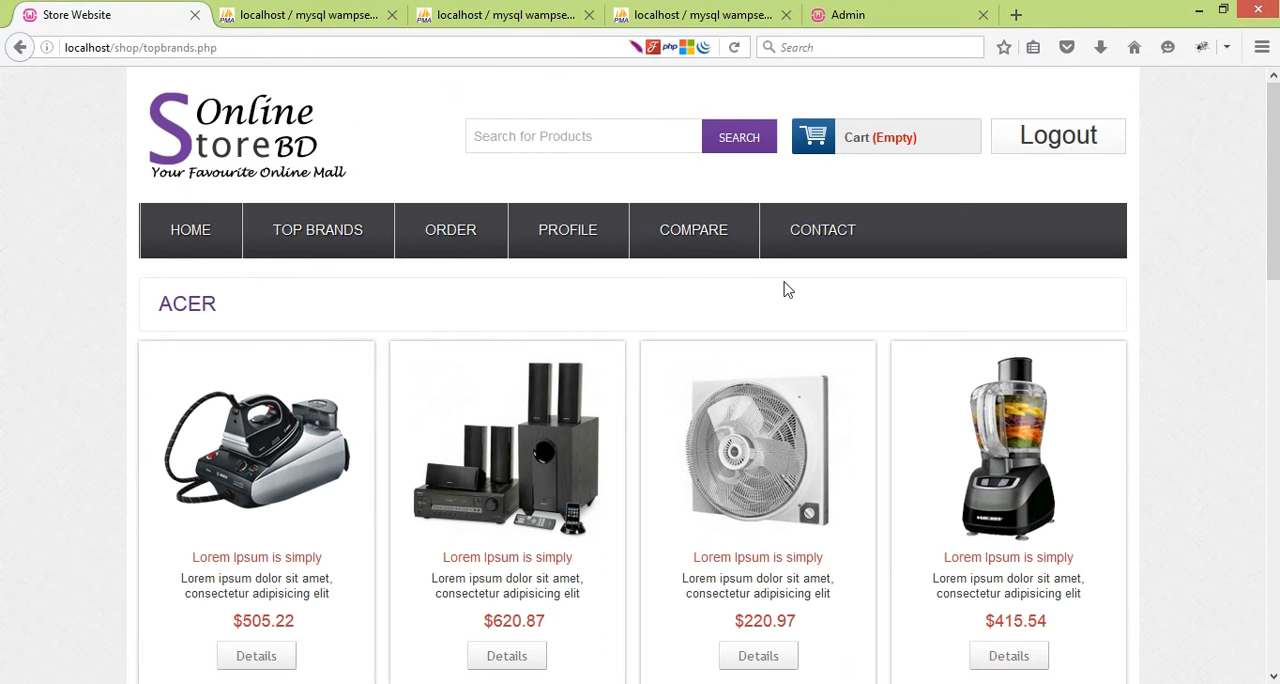 Store Website
localhost / mysql wampse...
localhost / mysql wampse...
localhost / mysql wampse...
Admin
localhost/shop/topbrands.php
php
Search
Online
Store BD
Your Favourite Online Mall
Search for Products
SEARCH
Cart (Empty)
Logout
HOME
TOP BRANDS
ORDER
PROFILE
COMPARE
CONTACT
ACER
Lorem Ipsum is simply
Lorem ipsum dolor sit amet,
consectetur adipisicing elit
$505.22
Details
Lorem Ipsum is simply
Lorem ipsum dolor sit amet,
consectetur adipisicing elit
$620.87
Details
Lorem Ipsum is simply
Lorem ipsum dolor sit amet,
consectetur adipisicing elit
$220.97
Details
Lorem Ipsum is simply
Lorem ipsum dolor sit amet,
consectetur adipisicing elit
$415.54
Details